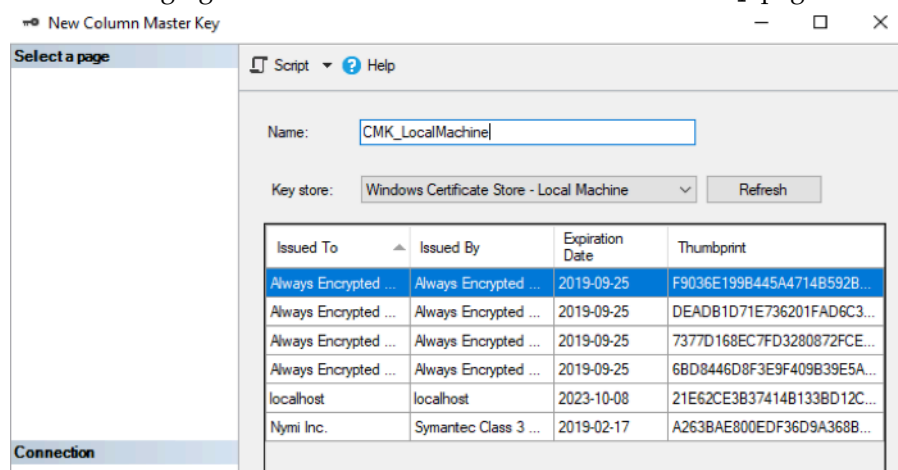 New Column Master Key
Select a page
Script Help
Name: CMK_LocalMachine
Key store: Windows Certificate Store - Local Machine Refresh
Issued To Issued By Expiration Date Thumbprint
Always Encrypted ... Always Encrypted ... 2019-09-25 F9036E199B445A4714B592B...
Always Encrypted ... Always Encrypted ... 2019-09-25 DEADB1D71E736201FAD6C3...
Always Encrypted ... Always Encrypted ... 2019-09-25 7377D168EC7FD3280872FCE...
Always Encrypted ... Always Encrypted ... 2019-09-25 6BD8446D8F3E9F409B39E5A...
localhost localhost 2023-10-08 21E62CE3B37414B133BD12C...
Nymi Inc. Symantec Class 3 ... 2019-02-17 A263BAE800EDF36D9A368B...
Connection